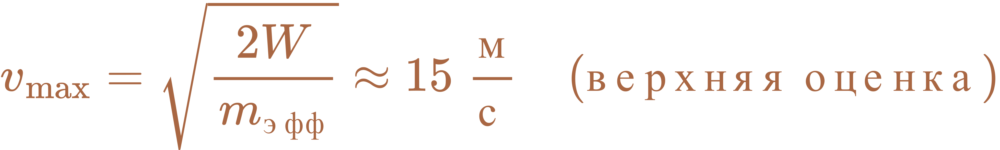 v_max = √(2W / m_эфф) ≈ 15 м/с (верхняя оценка)